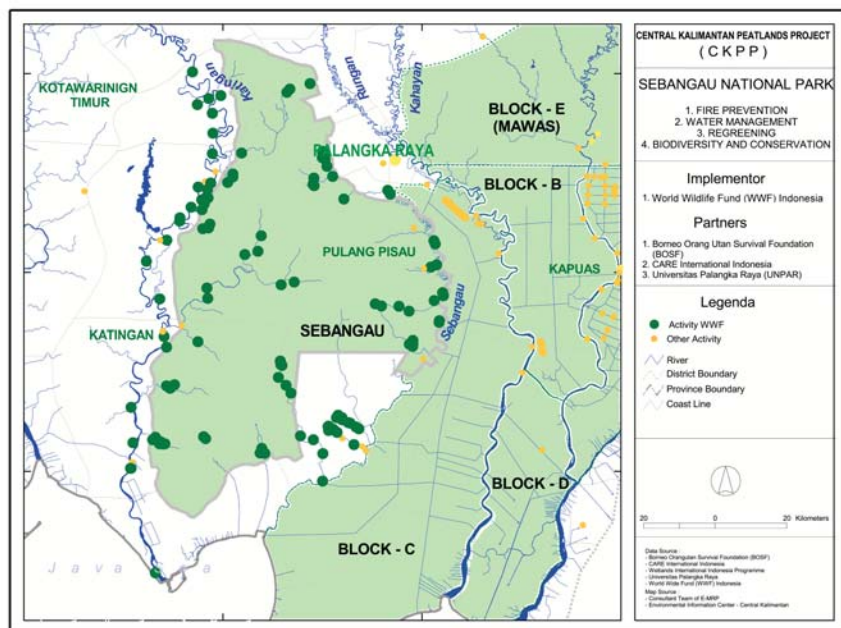 KOTAWARINIGN
TIMUR
Katingan
Rungan
Kahayan
BLOCK - E
(MAWAS)
PALANGKA RAYA
BLOCK - B
PULANG PISAU
KAPUAS
Sebangau
KATINGAN
SEBANGAU
BLOCK - D
BLOCK - C
Java
CENTRAL KALIMANTAN PEATLANDS PROJECT
( C K P P )
SEBANGAU NATIONAL PARK
1. FIRE PREVENTION
2. WATER MANAGEMENT
3. REGREENING
4. BIODIVERSITY AND CONSERVATION
Implementor
1. World Wildlife Fund (WWF) Indonesia
Partners
1. Borneo Orang Utan Survival Foundation
(BOSF)
2. CARE International Indonesia
3. Universitas Palangka Raya (UNPAR)
Legenda
Activity WWF
Other Activity
River
District Boundary
Province Boundary
Coast Line
20 0 20 Kilometers
Data Source :
- Borneo Orangutan Survival Foundation (BOSF)
- CARE International Indonesia
- Wetlands International Indonesia Programme
- Universitas Palangka Raya
- World Wide Fund (WWF) Indonesia
Map Source :
- Consultant Team of E-MRP
- Environmental Information Center - Central Kalimantan